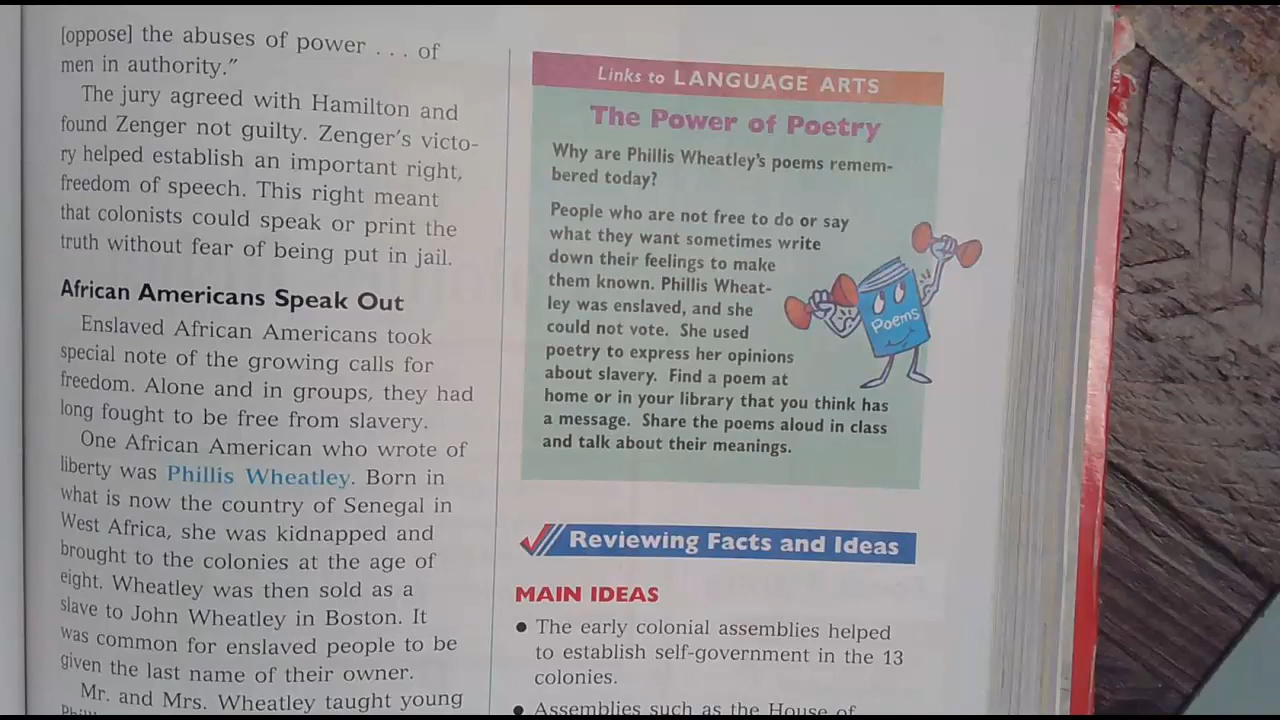 [oppose] the abuses of power . . . of
men in authority."
The jury agreed with Hamilton and
found Zenger not guilty. Zenger's victo-
ry helped establish an important right,
freedom of speech. This right meant
that colonists could speak or print the
truth without fear of being put in jail.
African Americans Speak Out
Enslaved African Americans took
special note of the growing calls for
freedom. Alone and in groups, they had
long fought to be free from slavery.
One African American who wrote of
liberty was Phillis Wheatley. Born in
what is now the country of Senegal in
West Africa, she was kidnapped and
brought to the colonies at the age of
eight. Wheatley was then sold as a
slave to John Wheatley in Boston. It
was common for enslaved people to be
given the last name of their owner.
Mr. and Mrs. Wheatley taught young
Links to LANGUAGE ARTS
The Power of Poetry
Why are Phillis Wheatley's poems remem-
bered today?
People who are not free to do or say
what they want sometimes write
down their feelings to make
them known. Phillis Wheat-
ley was enslaved, and she
could not vote. She used
poetry to express her opinions
about slavery. Find a poem at
home or in your library that you think has
a message. Share the poems aloud in class
and talk about their meanings.
Poems
Reviewing Facts and Ideas
MAIN IDEAS
● The early colonial assemblies helped
to establish self-government in the 13
colonies.
● Assemblies such as the House of